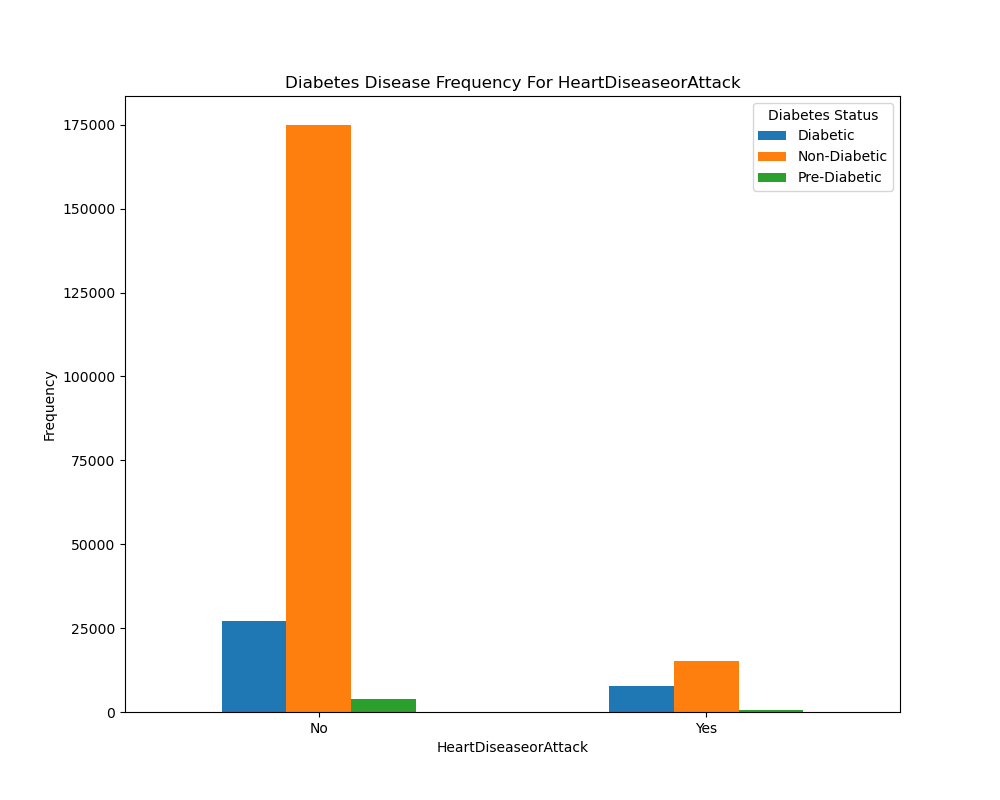 Diabetes Disease Frequency For HeartDiseaseorAttack
Diabetes Status
Diabetic
Non-Diabetic
Pre-Diabetic
175000
150000
125000
100000
75000
50000
25000
0
Frequency
No
Yes
HeartDiseaseorAttack